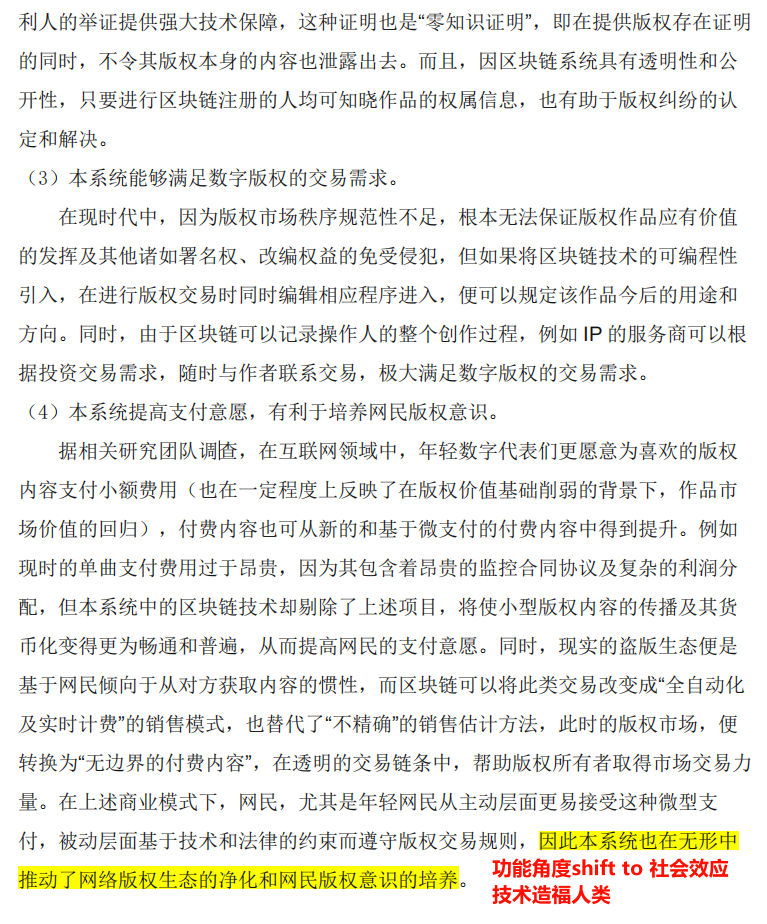 利人的举证提供强大技术保障，这种证明也是“零知识证明”，即在提供版权存在证明
的同时，不令其版权本身的内容也泄露出去。而且，因区块链系统具有透明性和公
开性，只要进行区块链注册的人均可知晓作品的权属信息，也有助于版权纠纷的认
定和解决。
（3）本系统能够满足数字版权的交易需求。
在现时代中，因为版权市场秩序规范性不足，根本无法保证版权作品应有价值
的发挥及其他诸如署名权、改编权益的免受侵犯，但如果将区块链技术的可编程性
引入，在进行版权交易时同时编辑相应程序进入，便可以规定该作品今后的用途和
方向。同时，由于区块链可以记录操作人的整个创作过程，例如 IP 的服务商可以根
据投资交易需求，随时与作者联系交易，极大满足数字版权的交易需求。
（4）本系统提高支付意愿，有利于培养网民版权意识。
据相关研究团队调查，在互联网领域中，年轻数字代表们更愿意为喜欢的版权
内容支付小额费用（也在一定程度上反映了在版权价值基础削弱的背景下，作品市
场价值的回归），付费内容也可从新的和基于微支付的付费内容中得到提升。例如
现时的单曲支付费用过于昂贵，因为其包含着昂贵的监控合同协议及复杂的利润分
配，但本系统中的区块链技术却剔除了上述项目，将使小型版权内容的传播及其货
币化变得更为畅通和普遍，从而提高网民的支付意愿。同时，现实的盗版生态便是
基于网民倾向于从对方获取内容的惯性，而区块链可以将此类交易改变成“全自动化
及实时计费”的销售模式，也替代了“不精确”的销售估计方法，此时的版权市场，便
转换为“无边界的付费内容”，在透明的交易链条中，帮助版权所有者取得市场交易力
量。在上述商业模式下，网民，尤其是年轻网民从主动层面更易接受这种微型支
付，被动层面基于技术和法律的约束而遵守版权交易规则，因此本系统也在无形中
推动了网络版权生态的净化和网民版权意识的培养。
功能角度shift to 社会效应
技术造福人类